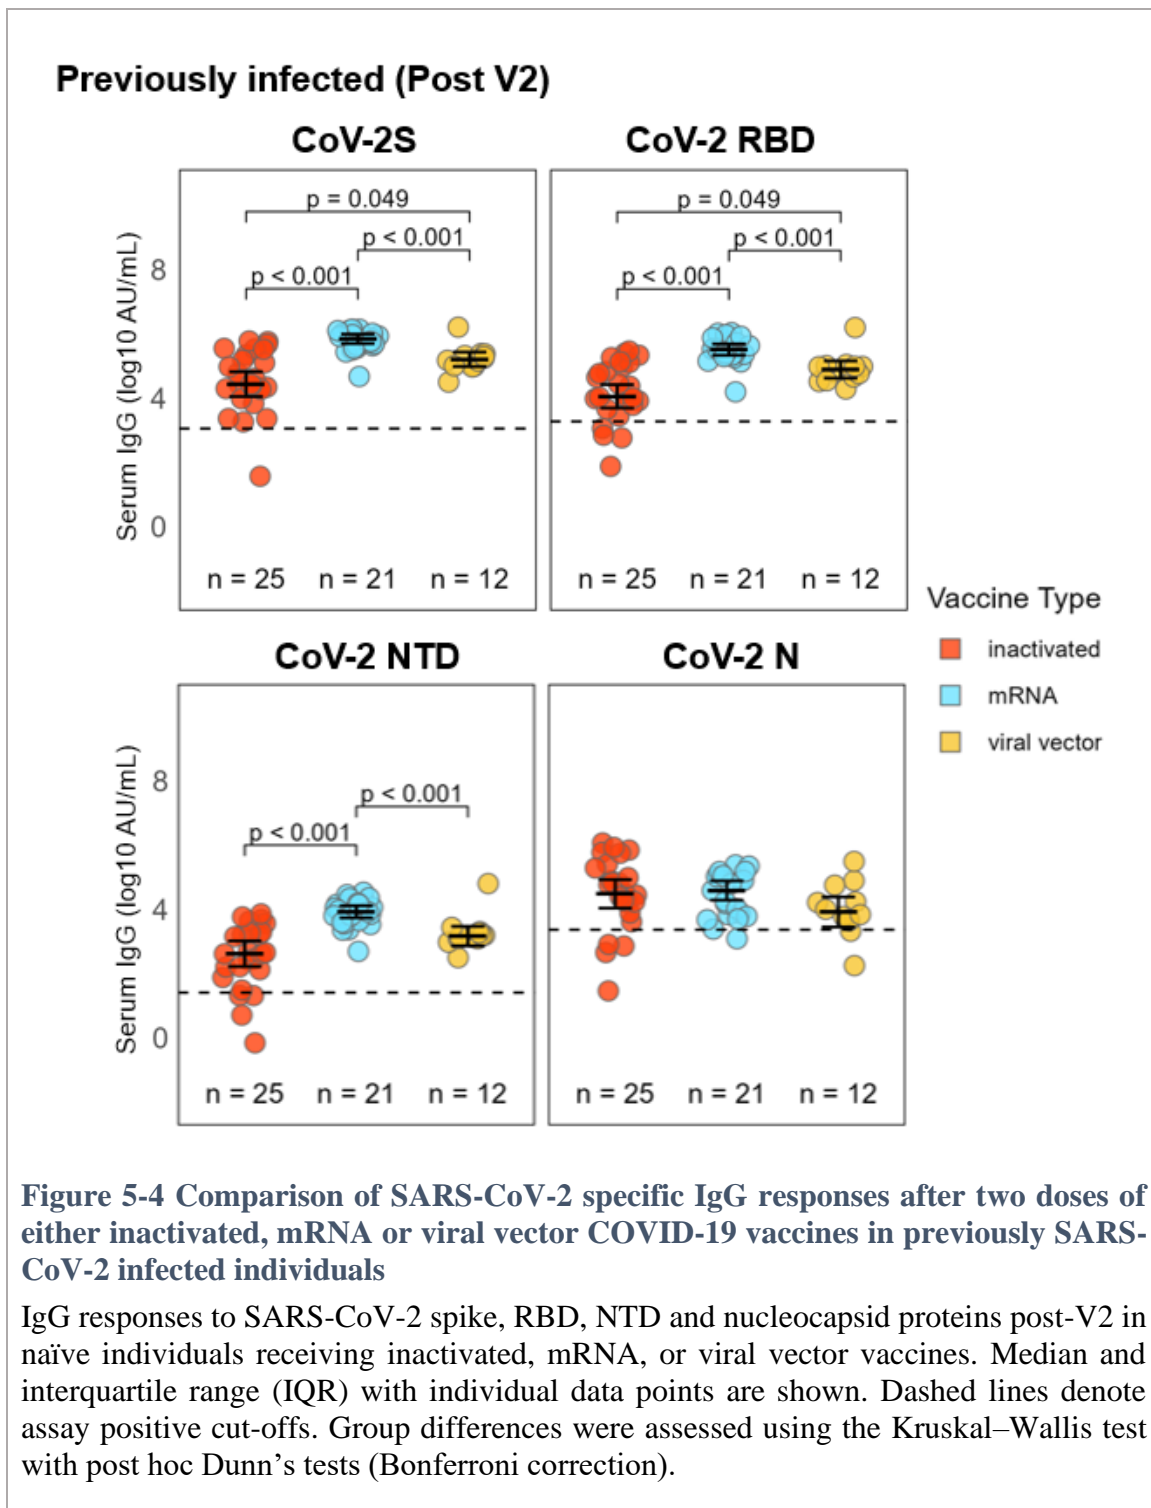 Previously infected (Post V2)
CoV-2S
CoV-2 RBD
p = 0.049
p < 0.001
p < 0.001
p = 0.049
p < 0.001
p < 0.001
Serum IgG (log10 AU/mL)
8
4
0
n = 25 n = 21 n = 12
n = 25 n = 21 n = 12
CoV-2 NTD
CoV-2 N
p < 0.001
p < 0.001
Serum IgG (log10 AU/mL)
8
4
0
n = 25 n = 21 n = 12
n = 25 n = 21 n = 12
Vaccine Type
inactivated
mRNA
viral vector
Figure 5-4 Comparison of SARS-CoV-2 specific IgG responses after two doses of
either inactivated, mRNA or viral vector COVID-19 vaccines in previously SARS-
CoV-2 infected individuals
IgG responses to SARS-CoV-2 spike, RBD, NTD and nucleocapsid proteins post-V2 in
naïve individuals receiving inactivated, mRNA, or viral vector vaccines. Median and
interquartile range (IQR) with individual data points are shown. Dashed lines denote
assay positive cut-offs. Group differences were assessed using the Kruskal–Wallis test
with post hoc Dunn’s tests (Bonferroni correction).